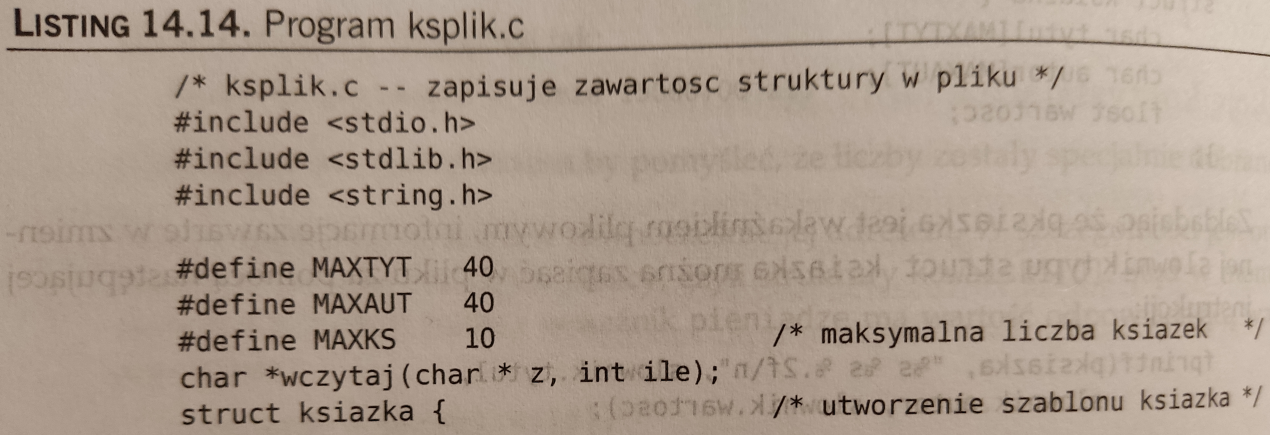 LISTING 14.14. Program ksplik.c
/* ksplik.c -- zapisuje zawartosc struktury w pliku */
#include <stdio.h>
#include <stdlib.h>
#include <string.h>
#define MAXTYT 40
#define MAXAUT 40
#define MAXKS 10 /* maksymalna liczba ksiazek */
char *wczytaj(char * z, int ile);
struct ksiazka { /* utworzenie szablonu ksiazka */